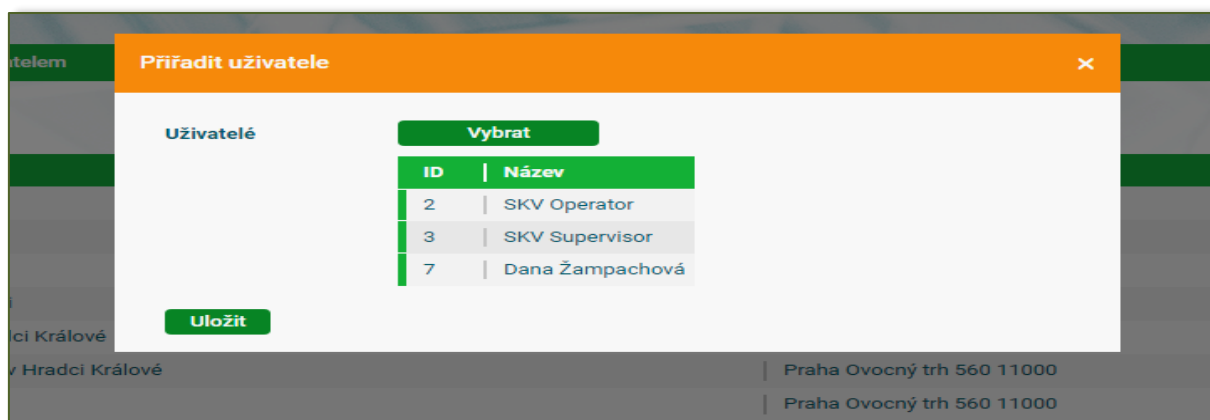 atelem
Přiřadit uživatele ×
Uživatelé Vybrat
ID | Název
2 | SKV Operator
3 | SKV Supervisor
7 | Dana Žampachová
Uložit
dci Králové
v Hradci Králové | Praha Ovocný trh 560 11000
| Praha Ovocný trh 560 11000